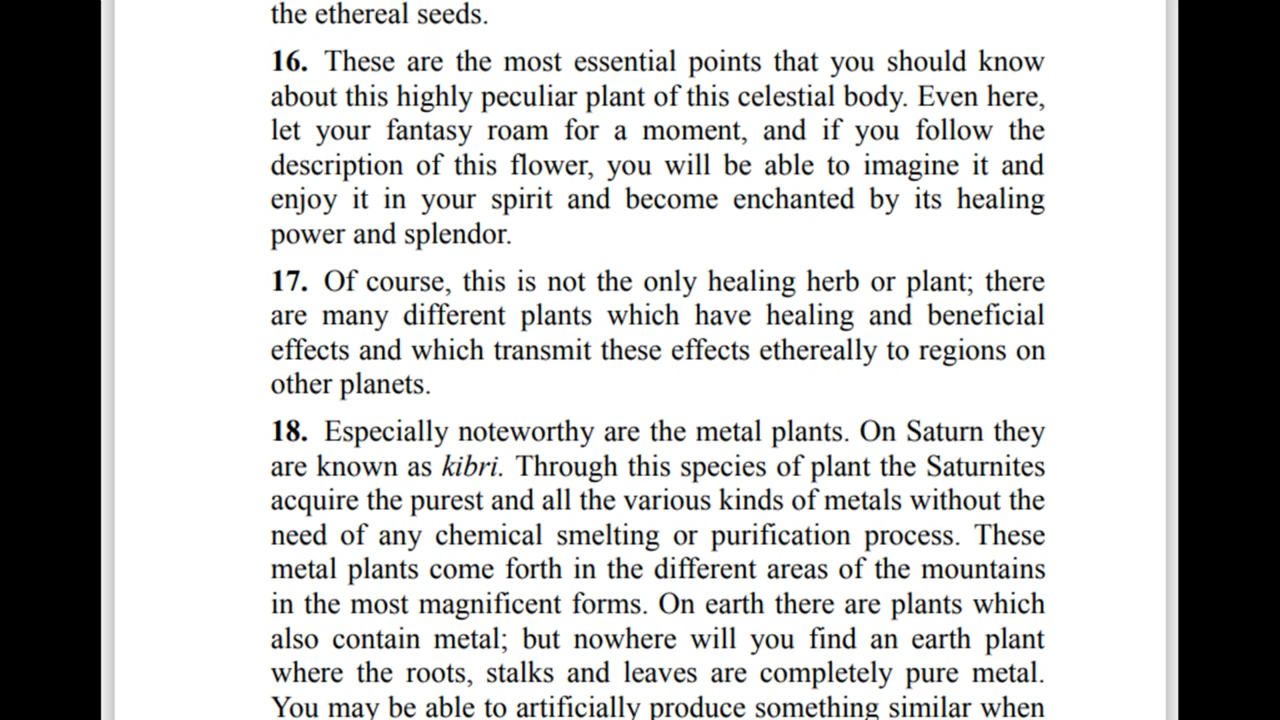 the ethereal seeds.
16. These are the most essential points that you should know
about this highly peculiar plant of this celestial body. Even here,
let your fantasy roam for a moment, and if you follow the
description of this flower, you will be able to imagine it and
enjoy it in your spirit and become enchanted by its healing
power and splendor.
17. Of course, this is not the only healing herb or plant; there
are many different plants which have healing and beneficial
effects and which transmit these effects ethereally to regions on
other planets.
18. Especially noteworthy are the metal plants. On Saturn they
are known as kibri. Through this species of plant the Saturnites
acquire the purest and all the various kinds of metals without the
need of any chemical smelting or purification process. These
metal plants come forth in the different areas of the mountains
in the most magnificent forms. On earth there are plants which
also contain metal; but nowhere will you find an earth plant
where the roots, stalks and leaves are completely pure metal.
You may be able to artificially produce something similar when